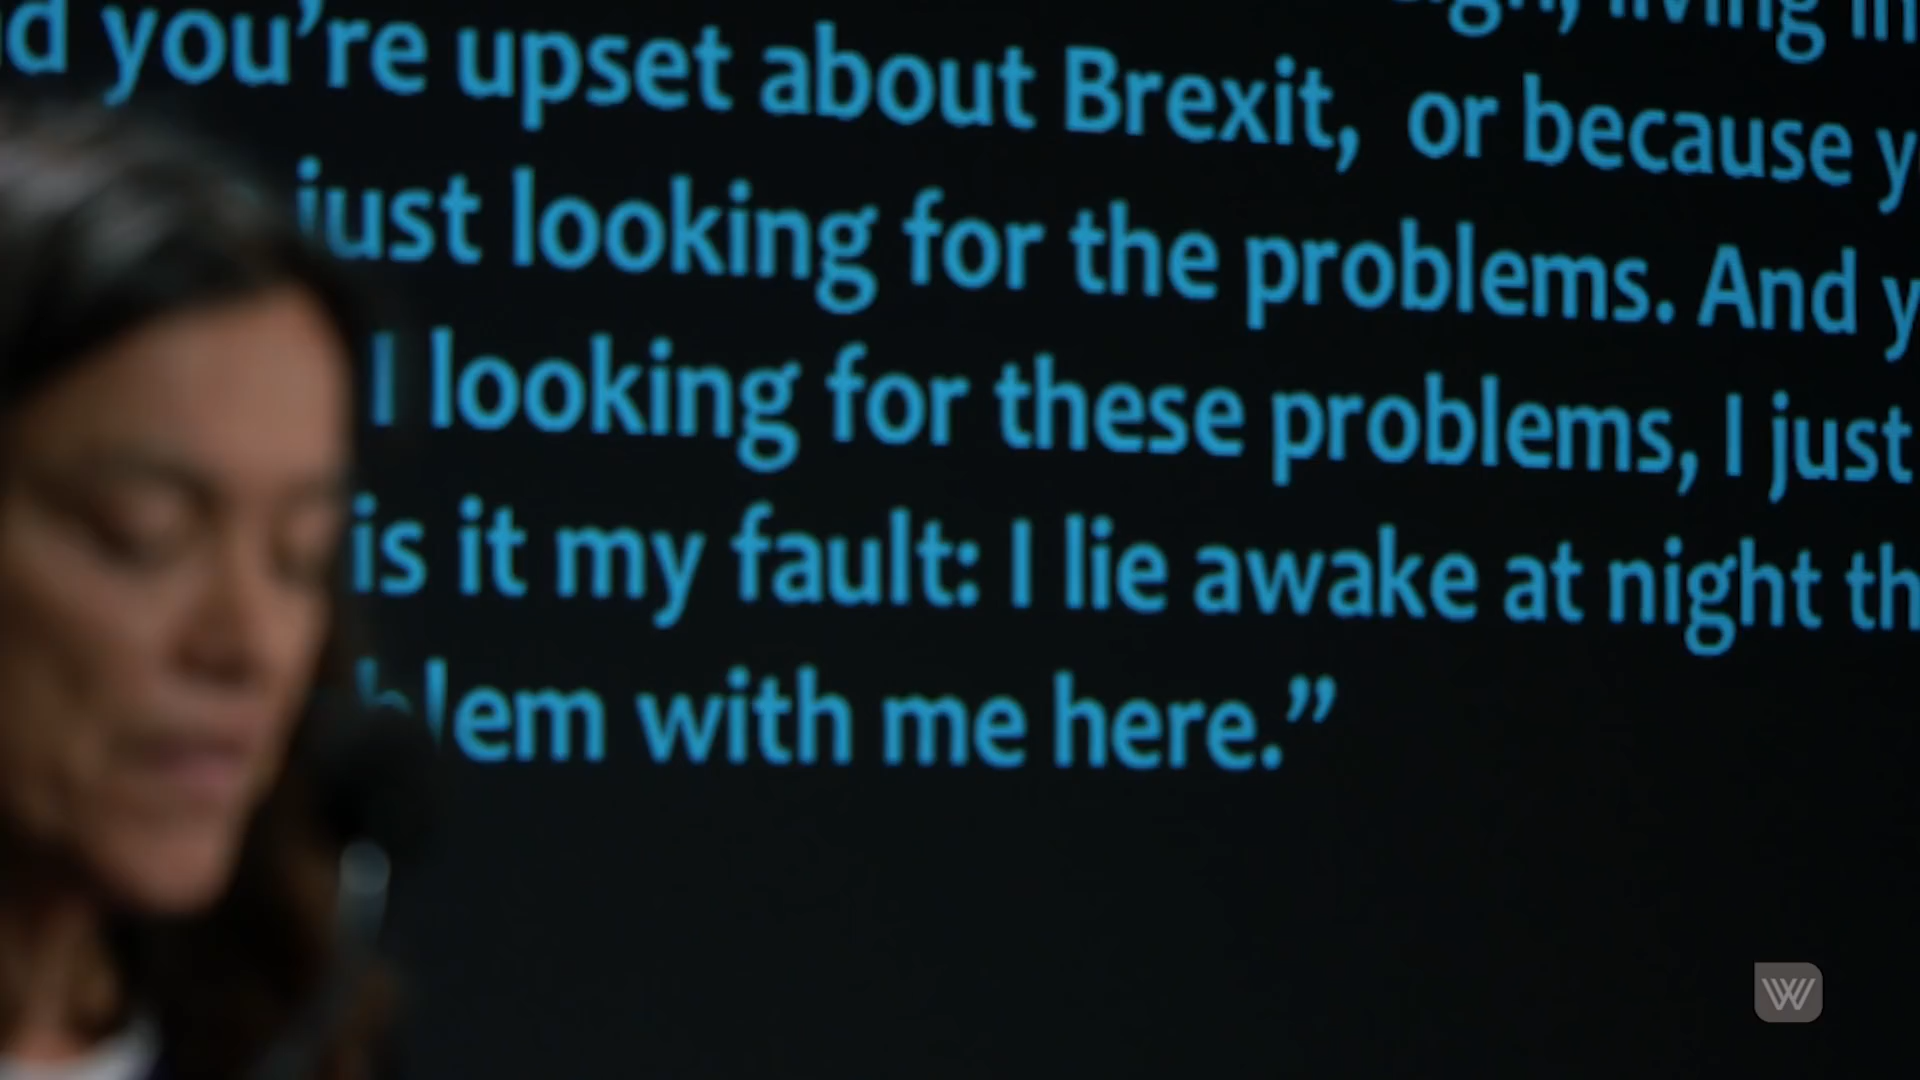 you're upset about Brexit, or because
just looking for the problems. And
I looking for these problems, I just
is it my fault: I lie awake at night
with me here.”
W